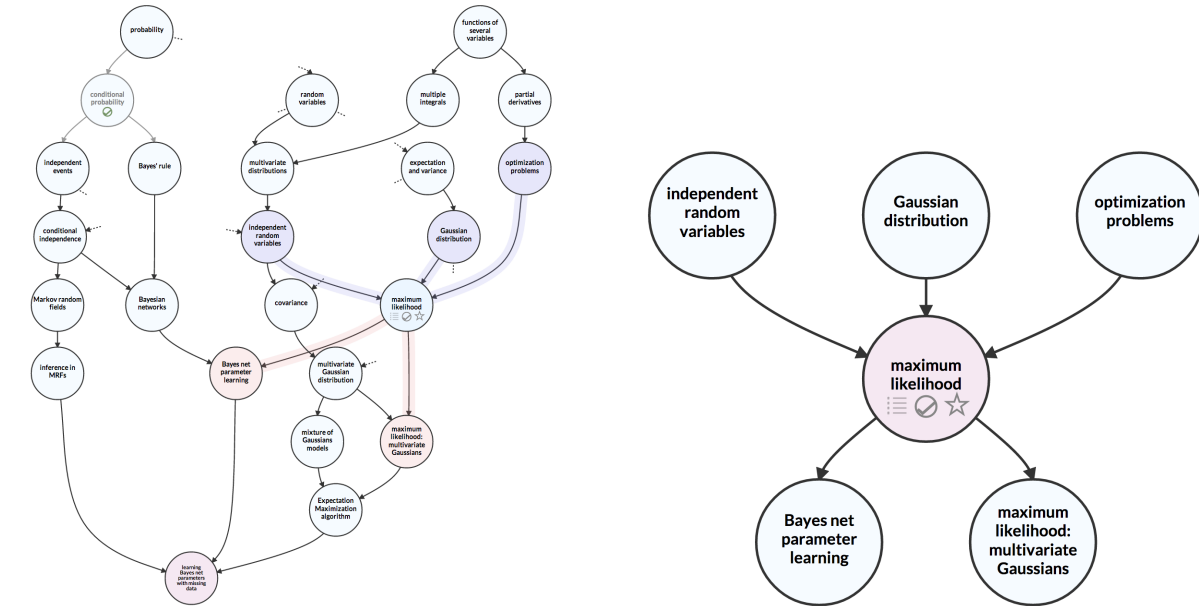 probability
functions of
several
variables
conditional
probability
random
variables
multiple
integrals
partial
derivatives
independent
events
Bayes' rule
multivariate
distributions
expectation
and variance
optimization
problems
conditional
independence
independent
random
variables
Gaussian
distribution
Markov random
fields
Bayesian
networks
covariance
maximum
likelihood
inference in
MRFs
Bayes net
parameter
learning
multivariate
Gaussian
distribution
mixture of
Gaussians
models
maximum
likelihood:
multivariate
Gaussians
Expectation
Maximization
algorithm
learning
Bayes net
parameters
with missing
data
independent
random
variables
Gaussian
distribution
optimization
problems
maximum
likelihood
Bayes net
parameter
learning
maximum
likelihood:
multivariate
Gaussians